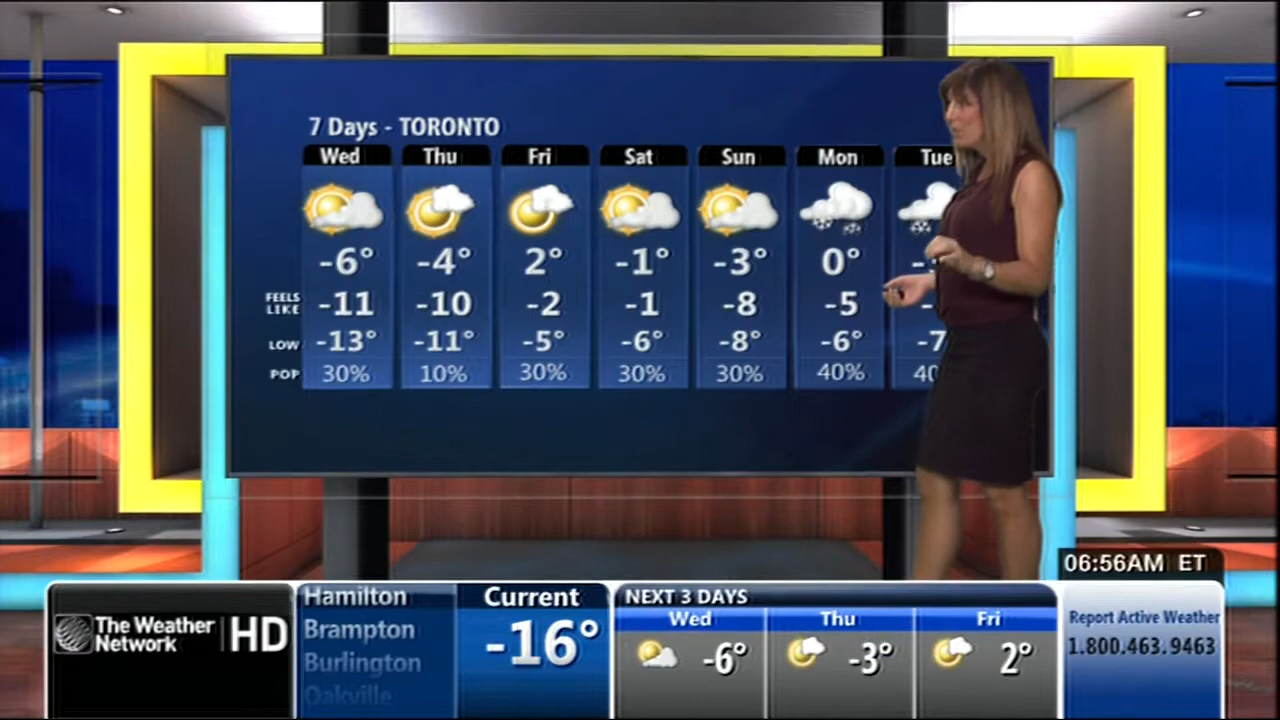 7 Days - TORONTO
Wed Thu Fri Sat Sun Mon Tue
-6° -4° 2° -1° -3° 0°
FEELS LIKE -11 -10 -2 -1 -8 -5
LOW -13° -11° -5° -6° -8° -6° -7
POP 30% 10% 30% 30% 30% 40% 40
06:56AM ET
The Weather Network HD
Hamilton
Brampton
Burlington
Oakville
Current
-16°
NEXT 3 DAYS
Wed Thu Fri
-6° -3° 2°
Report Active Weather
1.800.463.9463